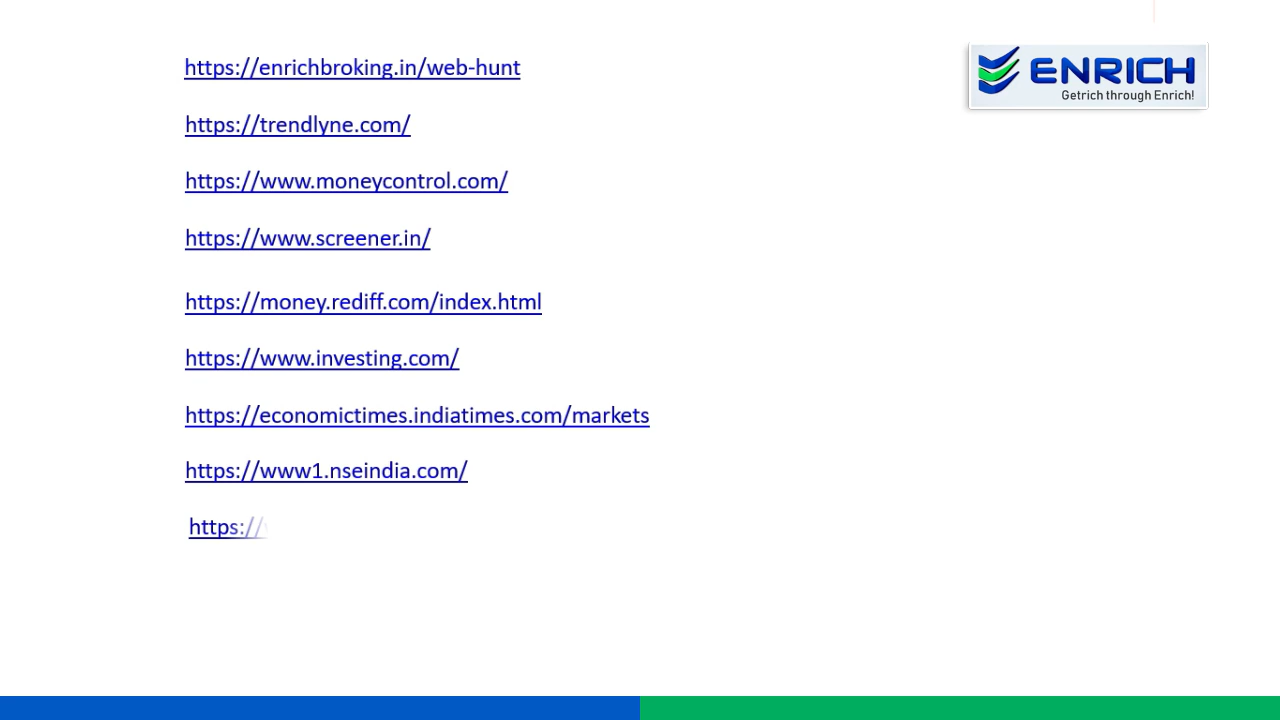 https://enrichbroking.in/web-hunt
ENRICH
Getrich through Enrich!
https://trendlyne.com/
https://www.moneycontrol.com/
https://www.screener.in/
https://money.rediff.com/index.html
https://www.investing.com/
https://economictimes.indiatimes.com/markets
https://www1.nseindia.com/
https://